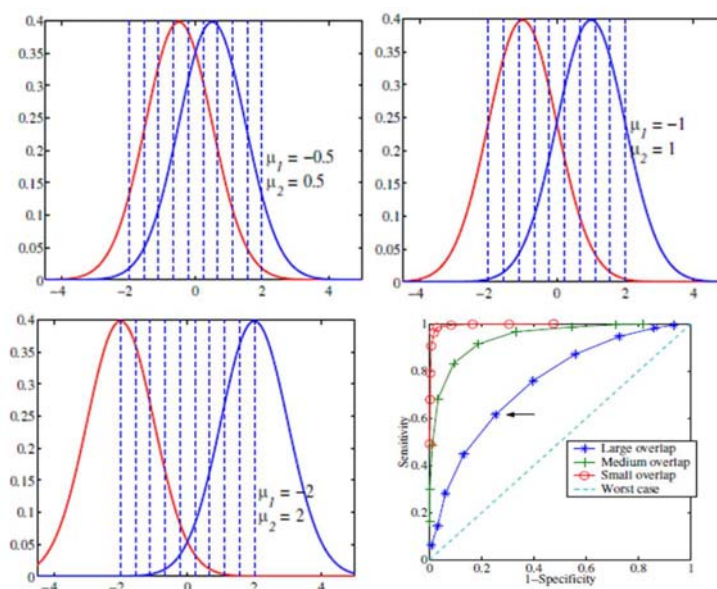 0.4
0.35
0.3
0.25
0.2
0.15
0.1
0.05
0
−4 −2 0 2 4
μ1 = −0.5
μ2 = 0.5
0.4
0.35
0.3
0.25
0.2
0.15
0.1
0.05
0
−4 −2 0 2 4
μ1 = −1
μ2 = 1
0.4
0.35
0.3
0.25
0.2
0.15
0.1
0.05
0
−4 −2 0 2 4
μ1 = −2
μ2 = 2
1
0.8
0.6
0.4
0.2
0
Sensitivity
Large overlap
Medium overlap
Small overlap
Worst case
0 0.2 0.4 0.6 0.8 1
1−Specificity